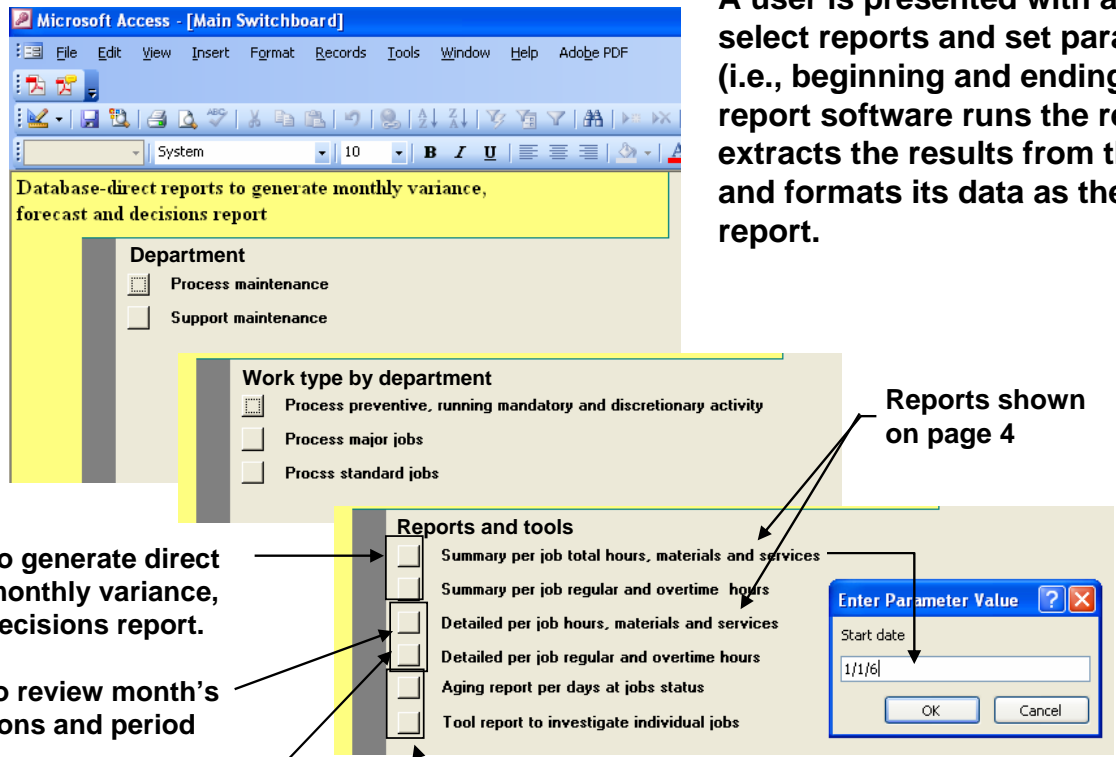 Microsoft Access - [Main Switchboard]
File Edit View Insert Format Records Tools Window Help Adobe PDF
System 10 B I U A
Database-direct reports to generate monthly variance,
forecast and decisions report
Department
Process maintenance
Support maintenance
A user is presented with a
select reports and set para
(i.e., beginning and ending
report software runs the re
extracts the results from th
and formats its data as the
report.
Work type by department
Process preventive, running mandatory and discretionary activity
Process major jobs
Procss standard jobs
Reports shown
on page 4
Reports and tools
Summary per job total hours, materials and services
Summary per job regular and overtime hours
Detailed per job hours, materials and services
Detailed per job regular and overtime hours
Aging report per days at jobs status
Tool report to investigate individual jobs
o generate direct
monthly variance,
ecisions report.
o review month's
ons and period
Enter Parameter Value
Start date
1/1/6
OK Cancel